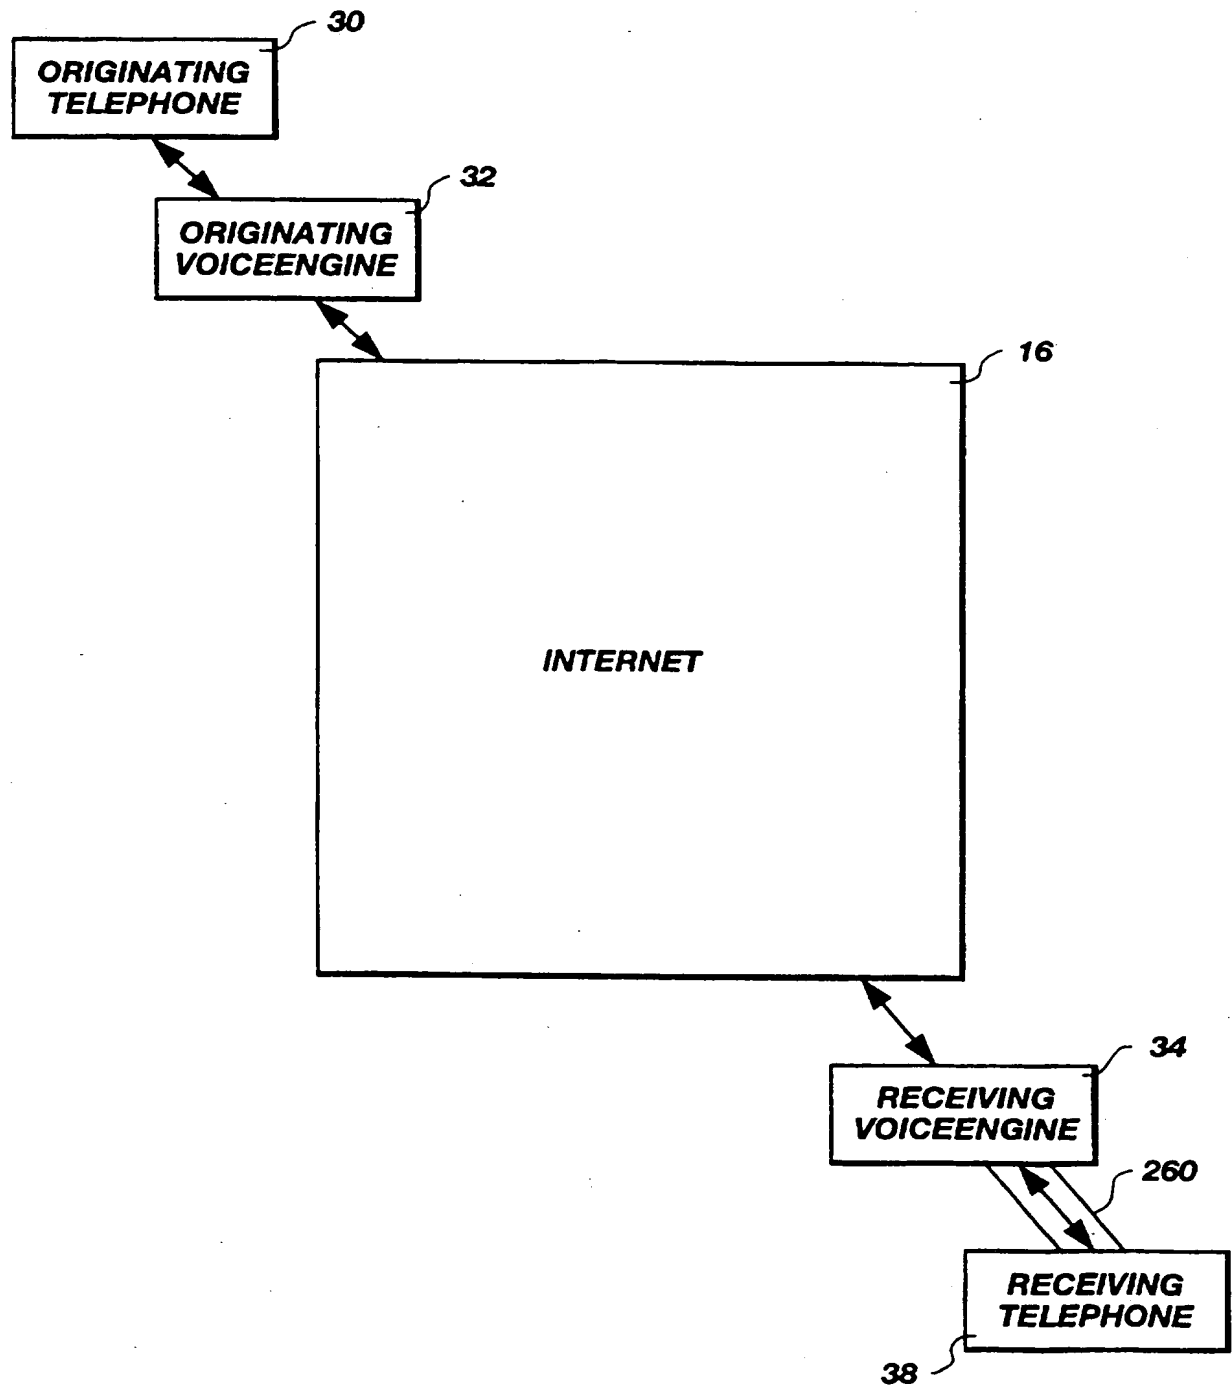 30
ORIGINATING
TELEPHONE
32
ORIGINATING
VOICEENGINE
16
INTERNET
34
RECEIVING
VOICEENGINE
260
RECEIVING
TELEPHONE
38